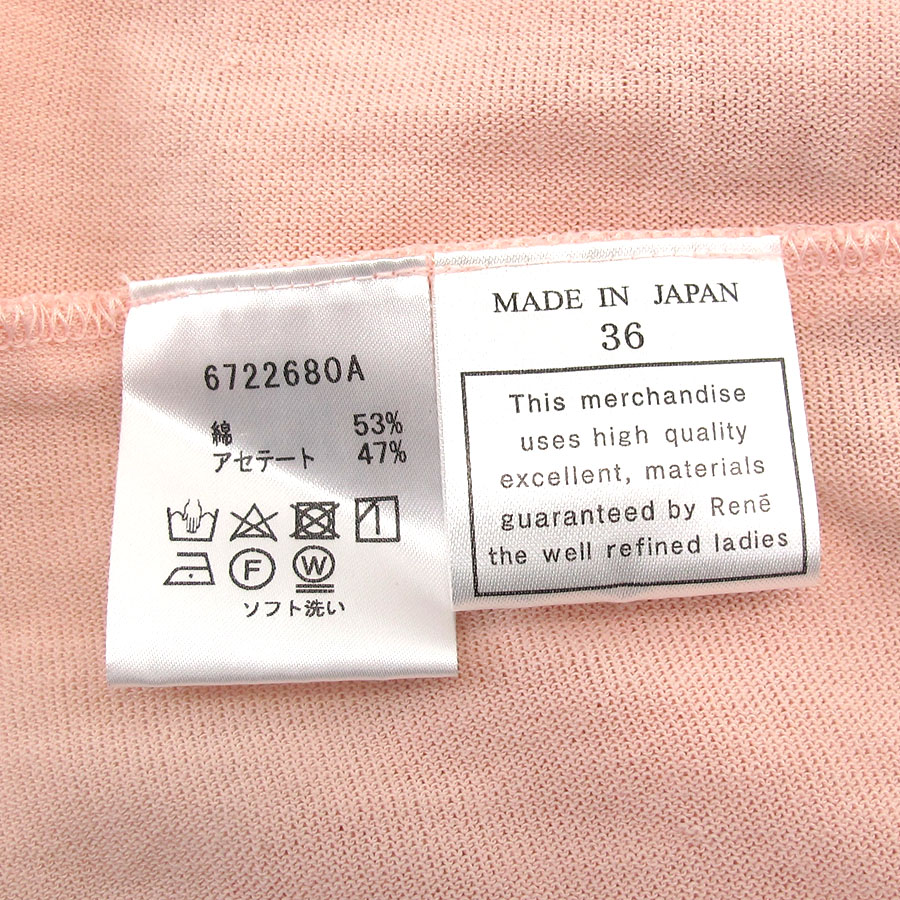 6722680A
綿 53%
アセテート 47%
F W
ソフト洗い
MADE IN JAPAN
36
This merchandise
uses high quality
excellent, materials
guaranteed by René
the well refined ladies